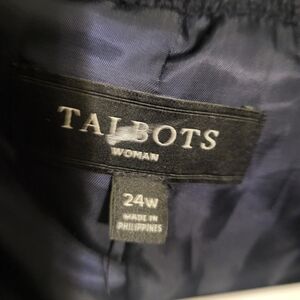 TALBOTS
WOMAN
24W
MADE IN
PHILIPPINES